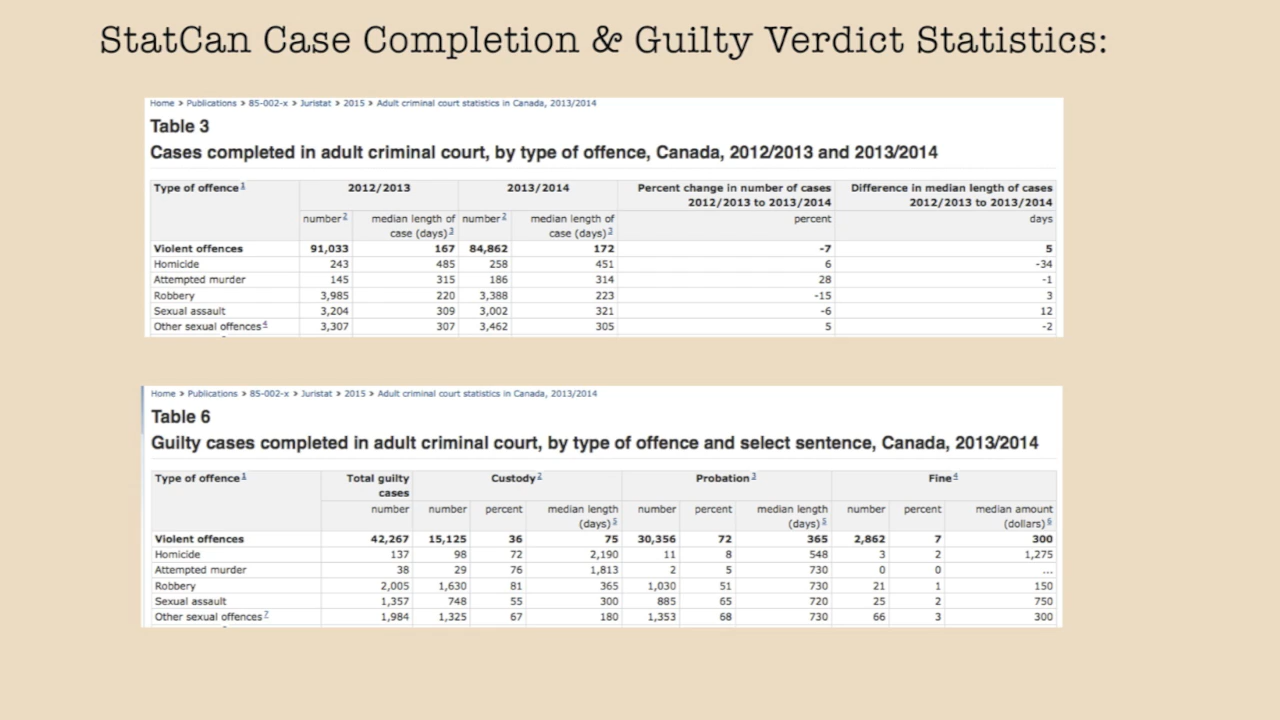 StatCan Case Completion & Guilty Verdict Statistics:
Home > Publications > 85-002-x > Juristat > 2015 > Adult criminal court statistics in Canada, 2013/2014
Table 3
Cases completed in adult criminal court, by type of offence, Canada, 2012/2013 and 2013/2014
Type of offence 1 2012/2013 2013/2014 Percent change in number of cases 2012/2013 to 2013/2014 Difference in median length of cases 2012/2013 to 2013/2014
number 2 median length of case (days) 3 number 2 median length of case (days) 3 percent days
Violent offences 91,033 167 84,862 172 -7 5
Homicide 243 485 258 451 6 -34
Attempted murder 145 315 186 314 28 -1
Robbery 3,985 220 3,388 223 -15 3
Sexual assault 3,204 309 3,002 321 -6 12
Other sexual offences 4 3,307 307 3,462 305 5 -2
Home > Publications > 85-002-x > Juristat > 2015 > Adult criminal court statistics in Canada, 2013/2014
Table 6
Guilty cases completed in adult criminal court, by type of offence and select sentence, Canada, 2013/2014
Type of offence 1 Total guilty cases Custody 2 Probation 3 Fine 4
number number percent median length (days) 5 number percent median length (days) 5 number percent median amount (dollars) 6
Violent offences 42,267 15,125 36 75 30,356 72 365 2,862 7 300
Homicide 137 98 72 2,190 11 8 548 3 2 1,275
Attempted murder 38 29 76 1,813 2 5 730 0 0 ...
Robbery 2,005 1,630 81 365 1,030 51 730 21 1 150
Sexual assault 1,357 748 55 300 885 65 720 25 2 750
Other sexual offences 7 1,984 1,325 67 180 1,353 68 730 66 3 300